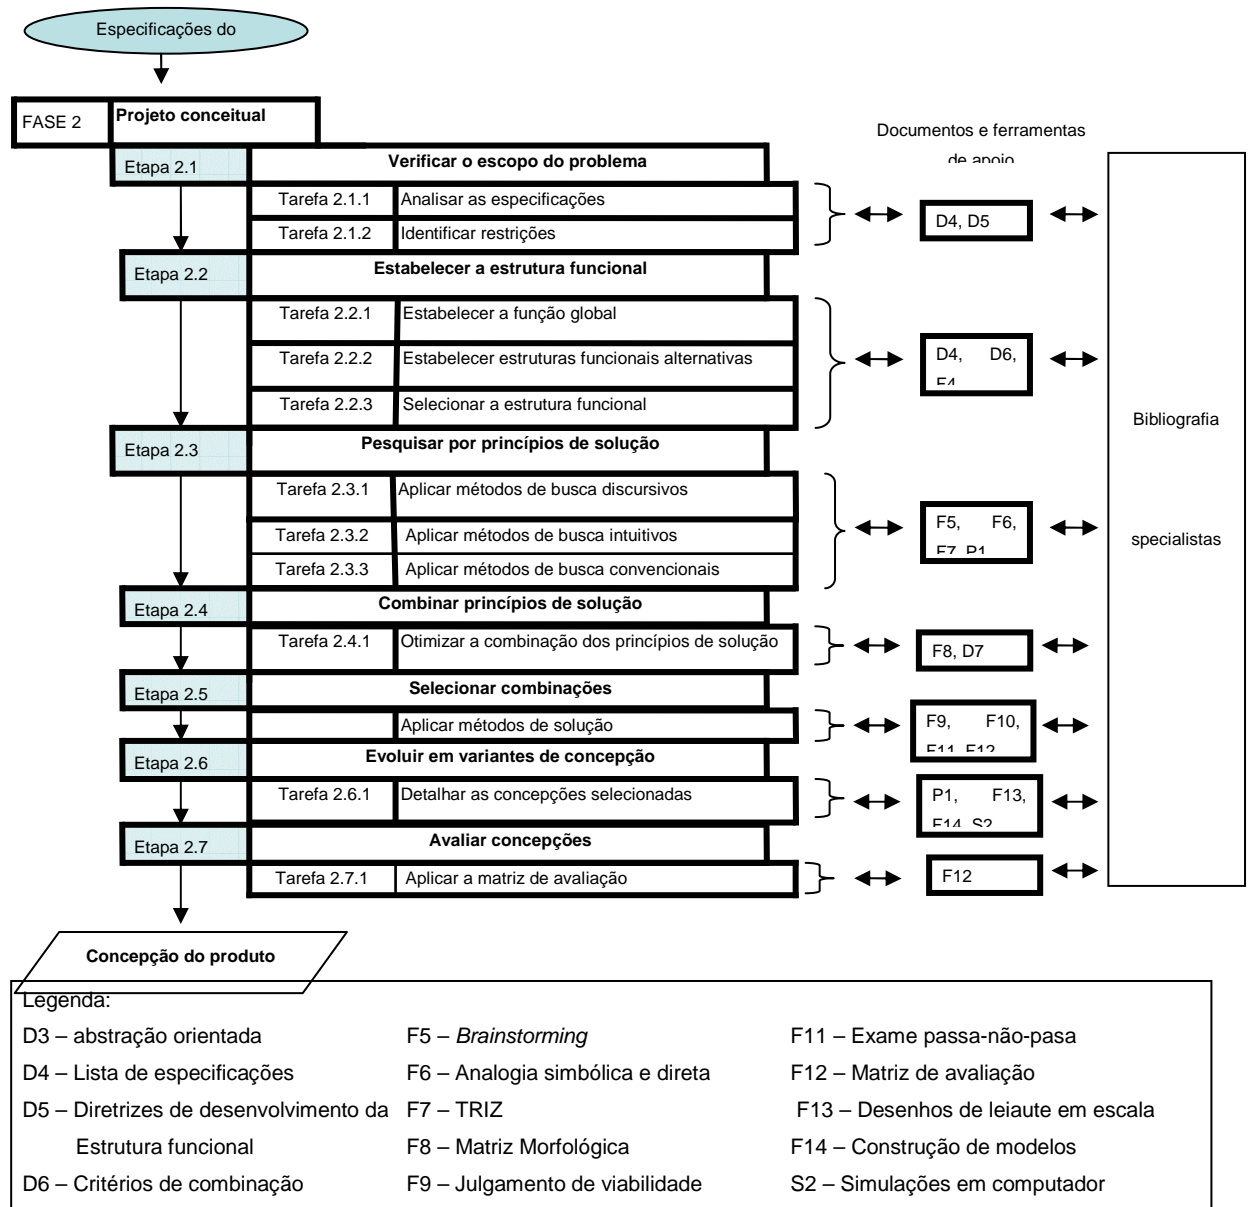 Especificações do
FASE 2 Projeto conceitual
Documentos e ferramentas
de apoio
Etapa 2.1 Verificar o escopo do problema
Tarefa 2.1.1 Analisar as especificações
D4, D5
Tarefa 2.1.2 Identificar restrições
Etapa 2.2 Estabelecer a estrutura funcional
Tarefa 2.2.1 Estabelecer a função global
Tarefa 2.2.2 Estabelecer estruturas funcionais alternativas
D4, D6,
F4
Tarefa 2.2.3 Selecionar a estrutura funcional
Bibliografia
Etapa 2.3 Pesquisar por princípios de solução
Tarefa 2.3.1 Aplicar métodos de busca discursivos
Tarefa 2.3.2 Aplicar métodos de busca intuitivos
F5, F6,
F7, P1
specialistas
Tarefa 2.3.3 Aplicar métodos de busca convencionais
Etapa 2.4 Combinar princípios de solução
Tarefa 2.4.1 Otimizar a combinação dos princípios de solução
F8, D7
Etapa 2.5 Selecionar combinações
Aplicar métodos de solução
F9, F10,
F11, F12
Etapa 2.6 Evoluir em variantes de concepção
Tarefa 2.6.1 Detalhar as concepções selecionadas
P1, F13,
F14, S2
Etapa 2.7 Avaliar concepções
Tarefa 2.7.1 Aplicar a matriz de avaliação
F12
Concepção do produto
Legenda:
D3 – abstração orientada F5 – Brainstorming F11 – Exame passa-não-pasa
D4 – Lista de especificações F6 – Analogia simbólica e direta F12 – Matriz de avaliação
D5 – Diretrizes de desenvolvimento da F7 – TRIZ F13 – Desenhos de leiaute em escala
Estrutura funcional F8 – Matriz Morfológica F14 – Construção de modelos
D6 – Critérios de combinação F9 – Julgamento de viabilidade S2 – Simulações em computador